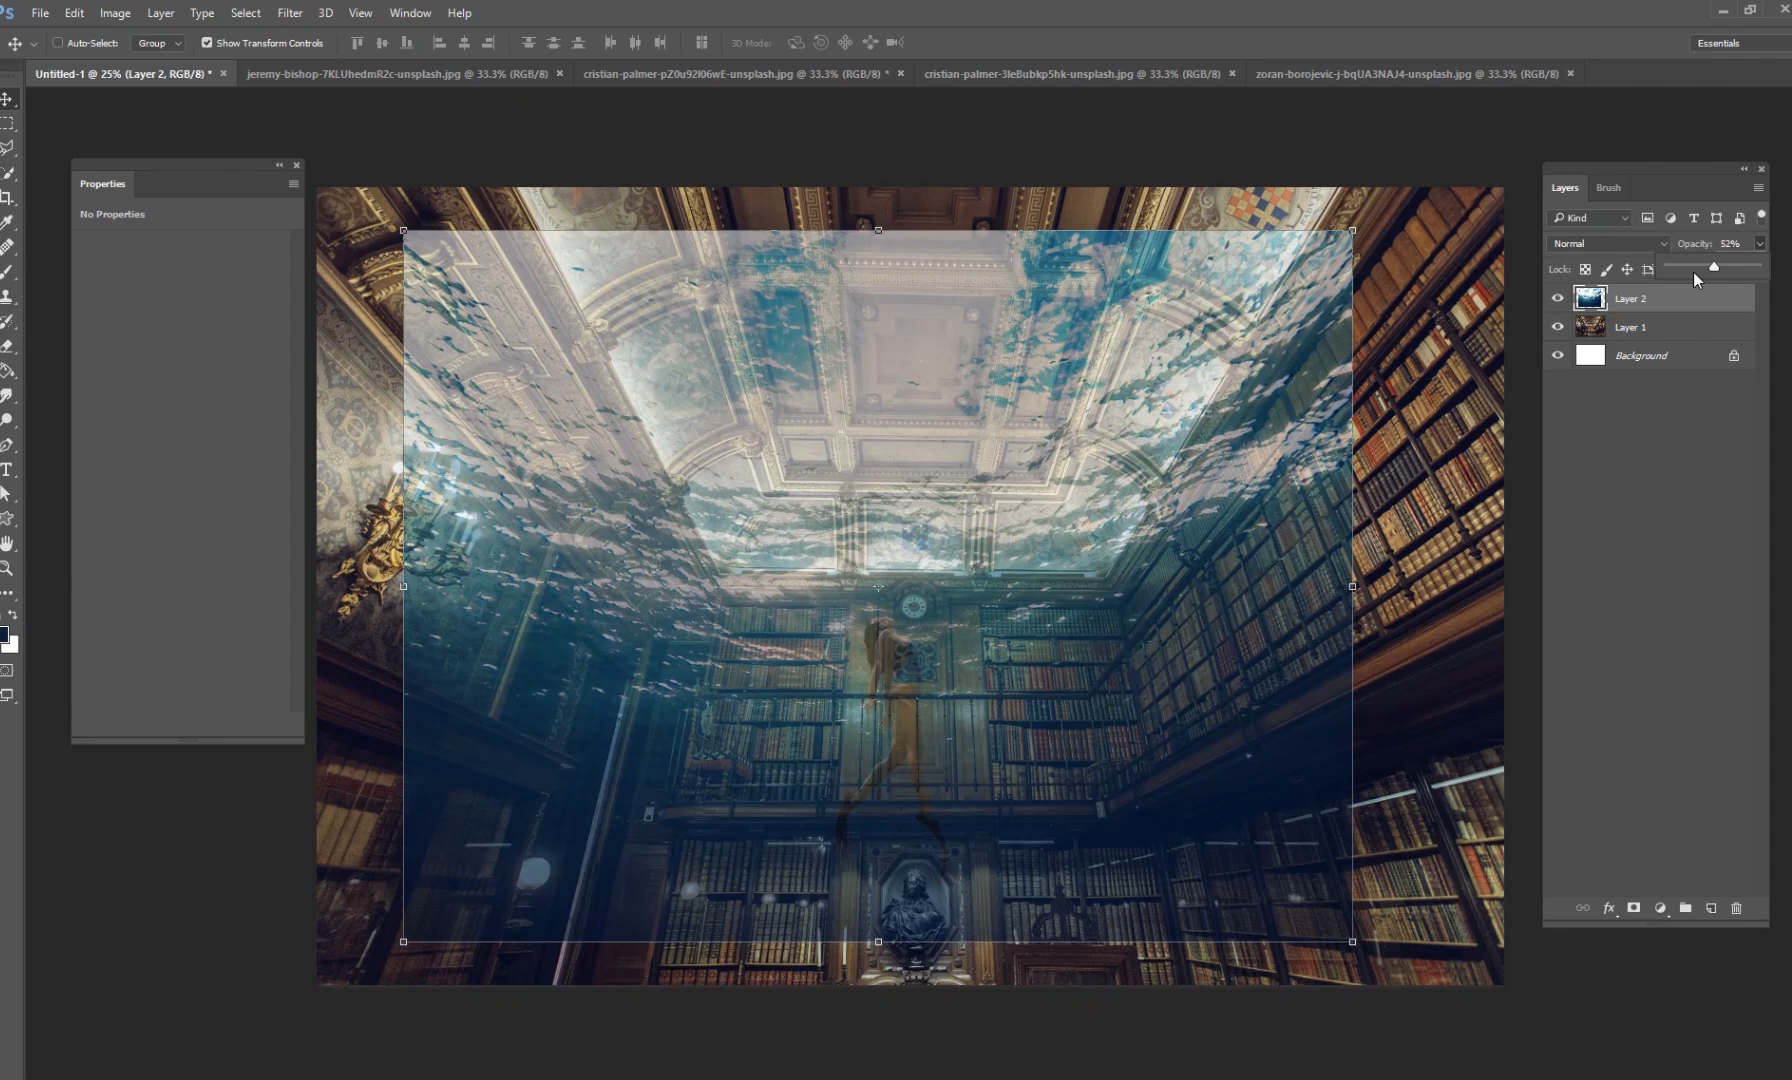 File Edit Image Layer Type Select Filter 3D View Window Help
Auto-Select: Group Show Transform Controls 3D Mode: Essentials
Untitled-1 @ 25% (Layer 2, RGB/8) * × jeremy-bishop-7KLUhedmR2c-unsplash.jpg @ 33.3% (RGB/8) × cristian-palmer-pZ0u92I06wE-unsplash.jpg @ 33.3% (RGB/8) * × cristian-palmer-3leBubkp5hk-unsplash.jpg @ 33.3% (RGB/8) × zoran-borojevic-j-bqUA3NAJ4-unsplash.jpg @ 33.3% (RGB/8) ×
Properties
No Properties
Layers Brush
Kind
Normal Opacity: 52%
Lock:
Layer 2
Layer 1
Background
fx